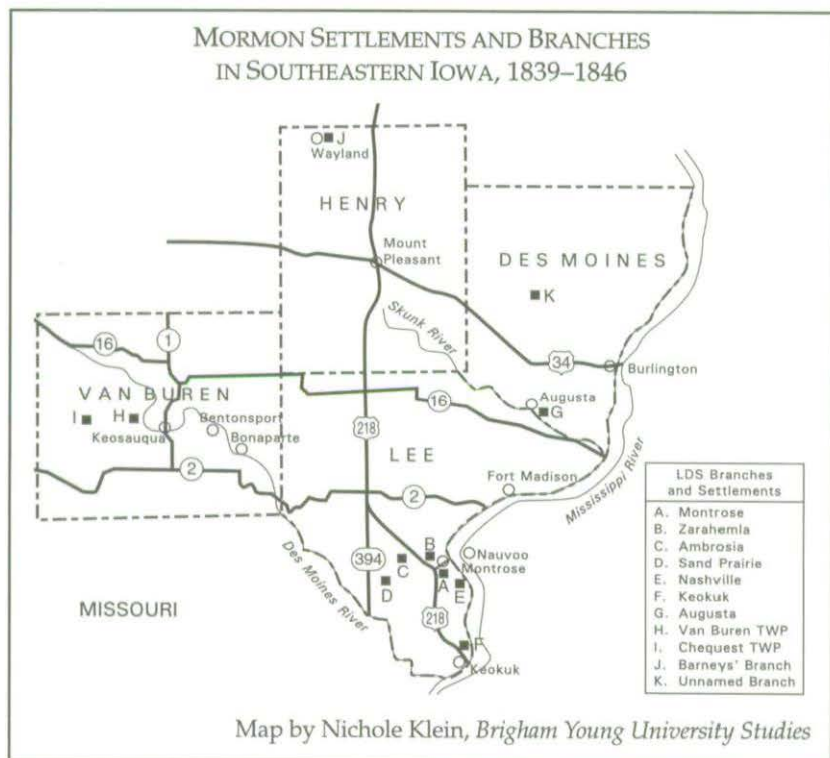 MORMON SETTLEMENTS AND BRANCHES
IN SOUTHEASTERN IOWA, 1839–1846
J
Wayland
HENRY
Mount
Pleasant
DES MOINES
K
Skunk River
34
Burlington
16
1
VAN BUREN
I
H
Keosauqua
Bentonsport
Bonaparte
2
218
LEE
16
Augusta
G
2
Fort Madison
Mississippi River
Des Moines River
MISSOURI
394
B
C
D
Nauvoo
Montrose
A
E
218
F
Keokuk
LDS Branches
and Settlements
A. Montrose
B. Zarahemla
C. Ambrosia
D. Sand Prairie
E. Nashville
F. Keokuk
G. Augusta
H. Van Buren TWP
I. Chequest TWP
J. Barneys' Branch
K. Unnamed Branch
Map by Nichole Klein, Brigham Young University Studies